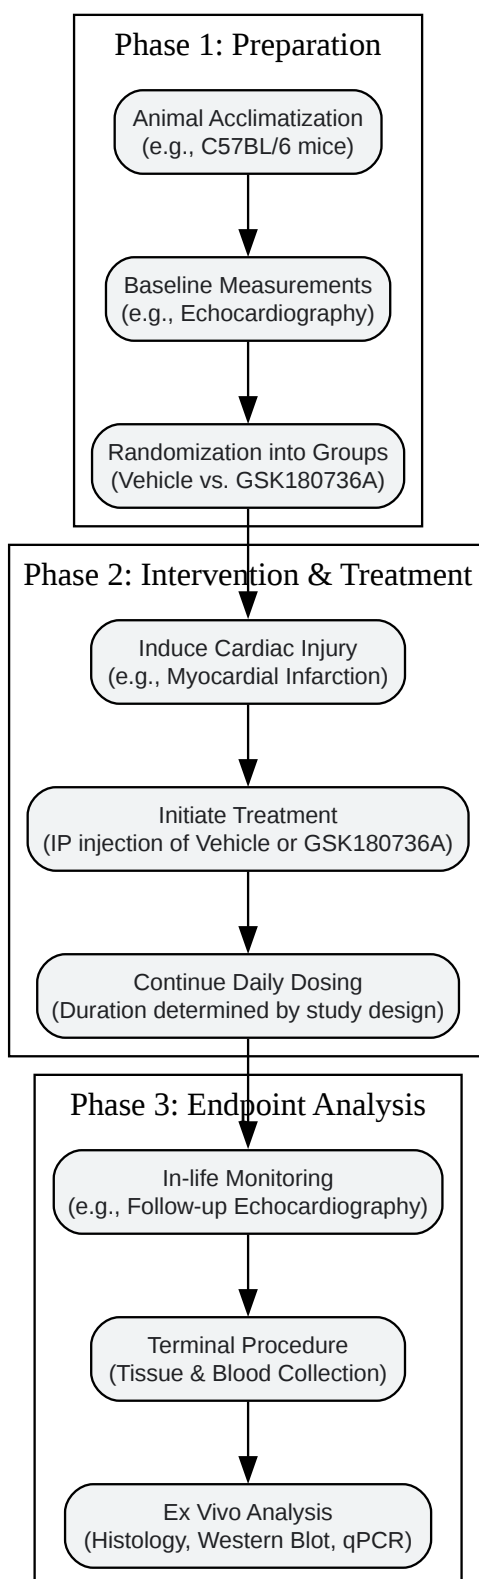 Phase 1: Preparation
Animal Acclimatization
(e.g., C57BL/6 mice)
Baseline Measurements
(e.g., Echocardiography)
Randomization into Groups
(Vehicle vs. GSK180736A)
Phase 2: Intervention & Treatment
Induce Cardiac Injury
(e.g., Myocardial Infarction)
Initiate Treatment
(IP injection of Vehicle or GSK180736A)
Continue Daily Dosing
(Duration determined by study design)
Phase 3: Endpoint Analysis
In-life Monitoring
(e.g., Follow-up Echocardiography)
Terminal Procedure
(Tissue & Blood Collection)
Ex Vivo Analysis
(Histology, Western Blot, qPCR)